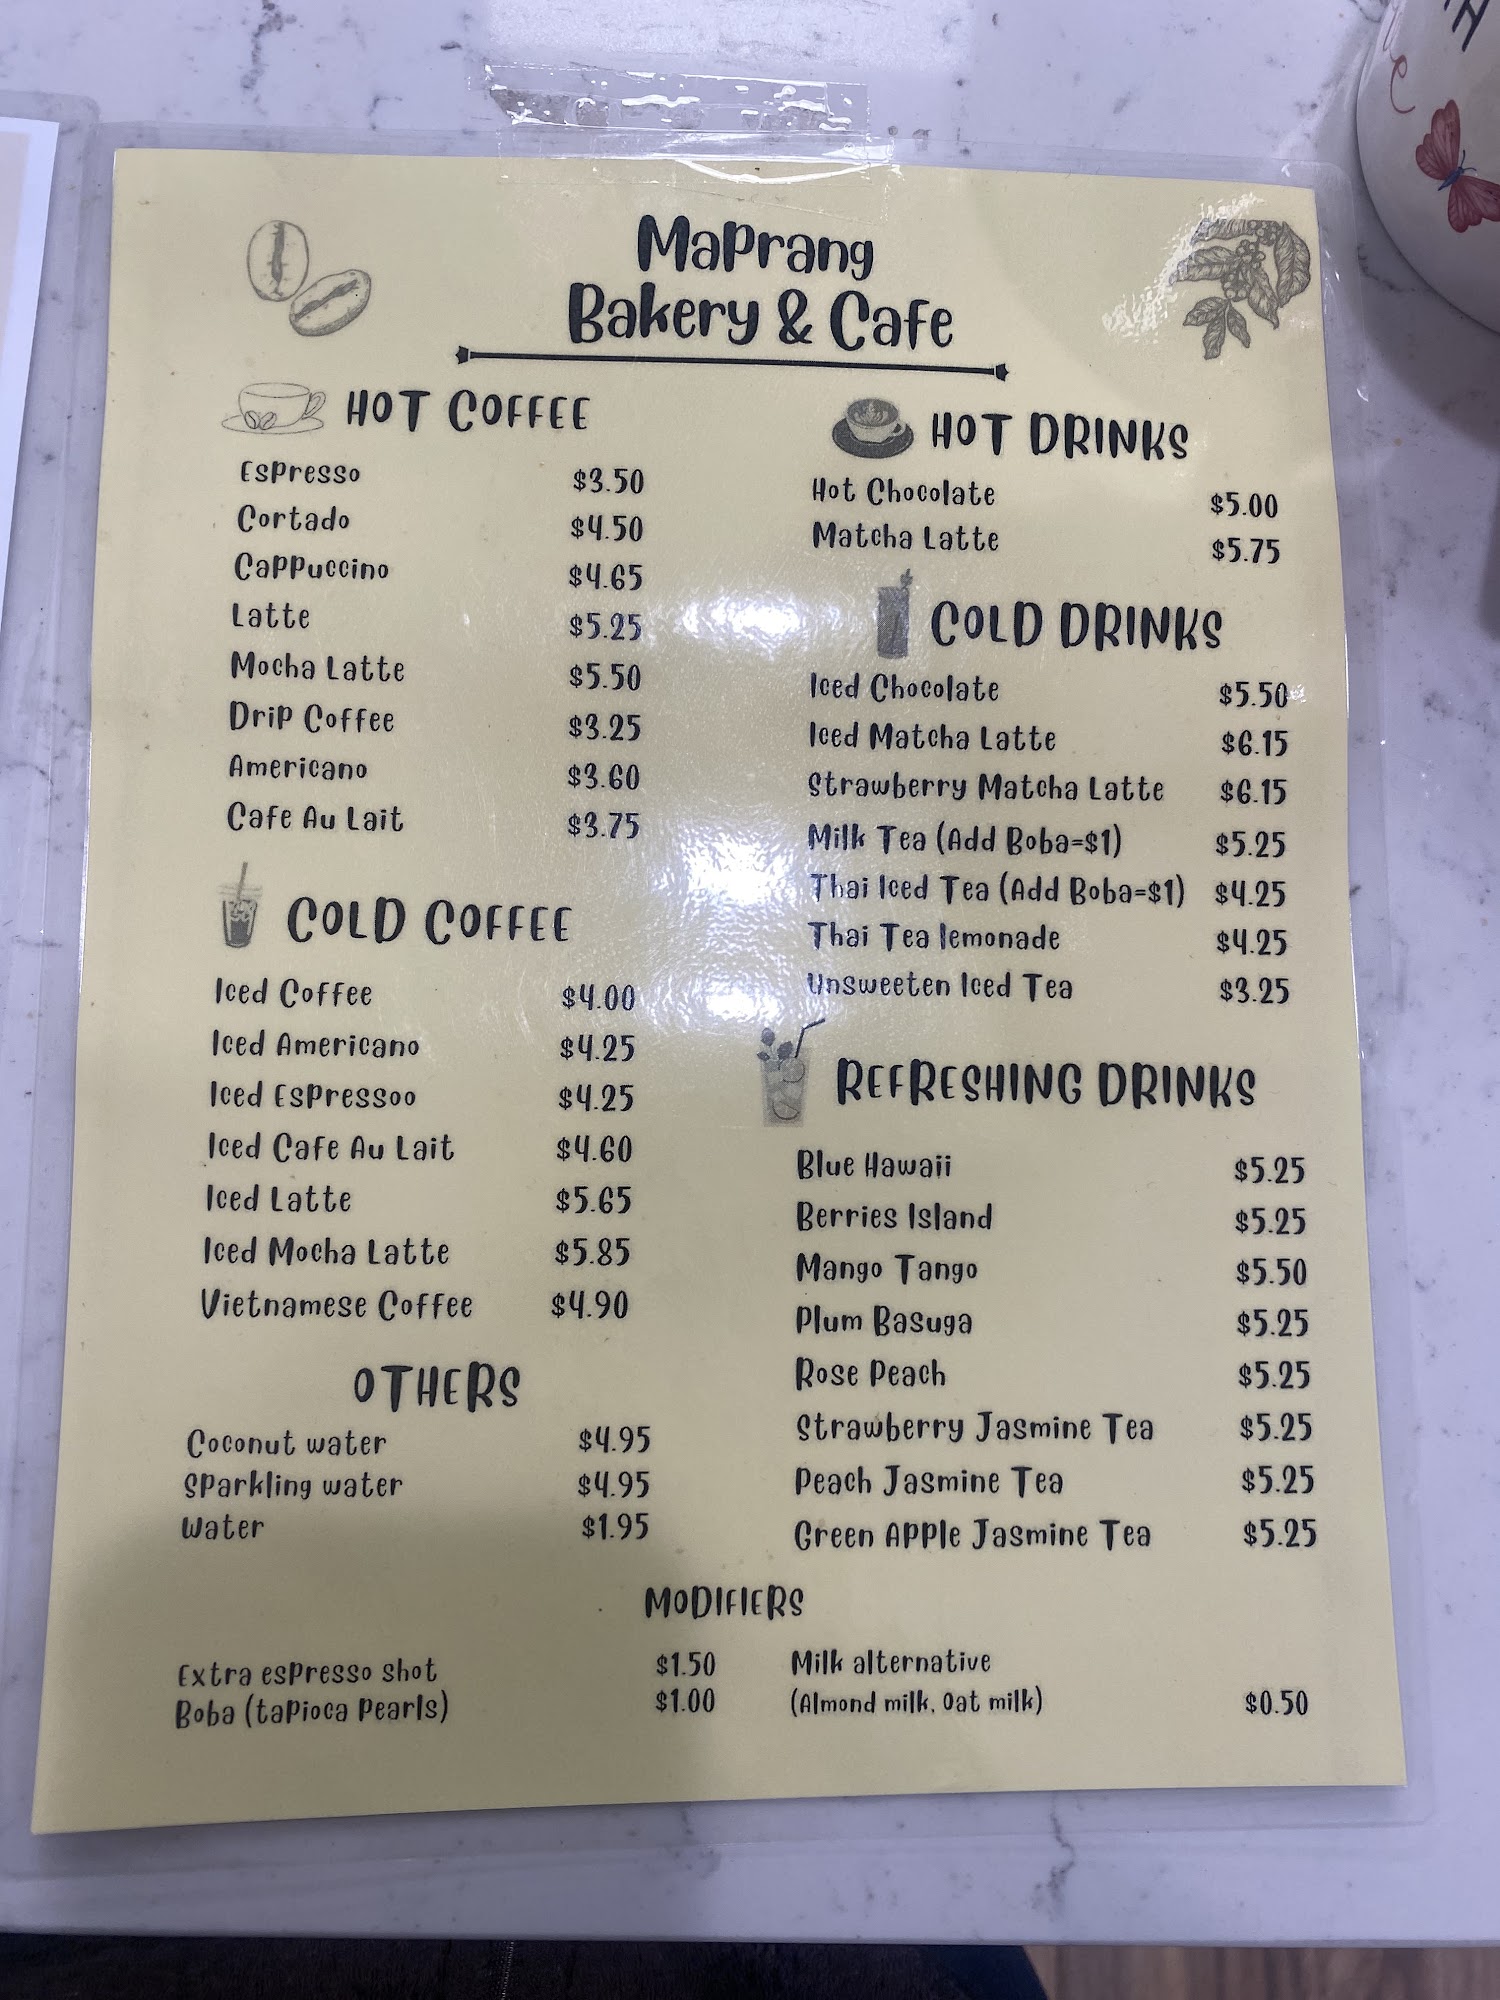 MaPrang
Bakery & Cafe
HOT COFFEE
Espresso $3.50
Cortado $4.50
Cappuccino $4.65
Latte $5.25
Mocha Latte $5.50
Drip Coffee $3.25
Americano $3.60
Cafe Au Lait $3.75
COLD COFFEE
Iced Coffee $4.00
Iced Americano $4.25
Iced Espressoo $4.25
Iced Cafe Au Lait $4.60
Iced Latte $5.65
Iced Mocha Latte $5.85
Vietnamese Coffee $4.90
OTHERS
Coconut water $4.95
Sparkling water $4.95
Water $1.95
HOT DRINKS
Hot Chocolate $5.00
Matcha Latte $5.75
COLD DRINKS
Iced Chocolate $5.50
Iced Matcha Latte $6.15
Strawberry Matcha Latte $6.15
Milk Tea (Add Boba=$1) $5.25
Thai Iced Tea (Add Boba=$1) $4.25
Thai Tea lemonade $4.25
Unsweeten Iced Tea $3.25
REFRESHING DRINKS
Blue Hawaii $5.25
Berries Island $5.25
Mango Tango $5.50
Plum Basuga $5.25
Rose Peach $5.25
Strawberry Jasmine Tea $5.25
Peach Jasmine Tea $5.25
Green Apple Jasmine Tea $5.25
MODIFIERS
Extra espresso shot $1.50
Boba (tapioca pearls) $1.00
Milk alternative
(Almond milk, Oat milk) $0.50